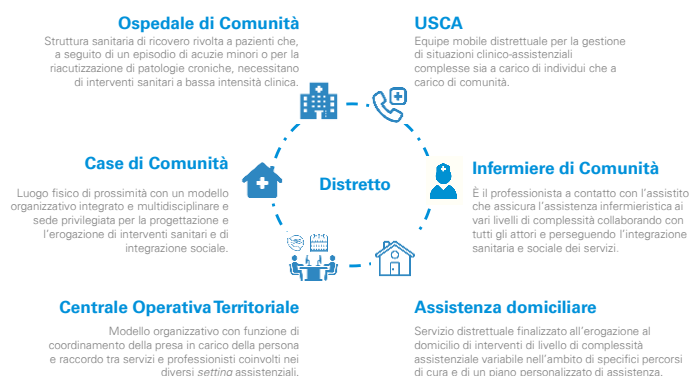 Ospedale di Comunità
Struttura sanitaria di ricovero rivolta a pazienti che,
a seguito di un episodio di acuzie minori o per la
riacutizzazione di patologie croniche, necessitano
di interventi sanitari a bassa intensità clinica.
USCA
Equipe mobile distrettuale per la gestione
di situazioni clinico-assistenziali
complesse sia a carico di individui che a
carico di comunità.
Case di Comunità
Luogo fisico di prossimità con un modello
organizzativo integrato e multidisciplinare e
sede privilegiata per la progettazione e
l'erogazione di interventi sanitari e di
integrazione sociale.
Distretto
Infermiere di Comunità
È il professionista a contatto con l'assistito
che assicura l'assistenza infermieristica ai
vari livelli di complessità collaborando con
tutti gli attori e perseguendo l'integrazione
sanitaria e sociale dei servizi.
Centrale Operativa Territoriale
Modello organizzativo con funzione di
coordinamento della presa in carico della persona
e raccordo tra servizi e professionisti coinvolti nei
diversi setting assistenziali.
Assistenza domiciliare
Servizio distrettuale finalizzato all'erogazione al
domicilio di interventi di livello di complessità
assistenziale variabile nell'ambito di specifici percorsi
di cura e di un piano personalizzato di assistenza.